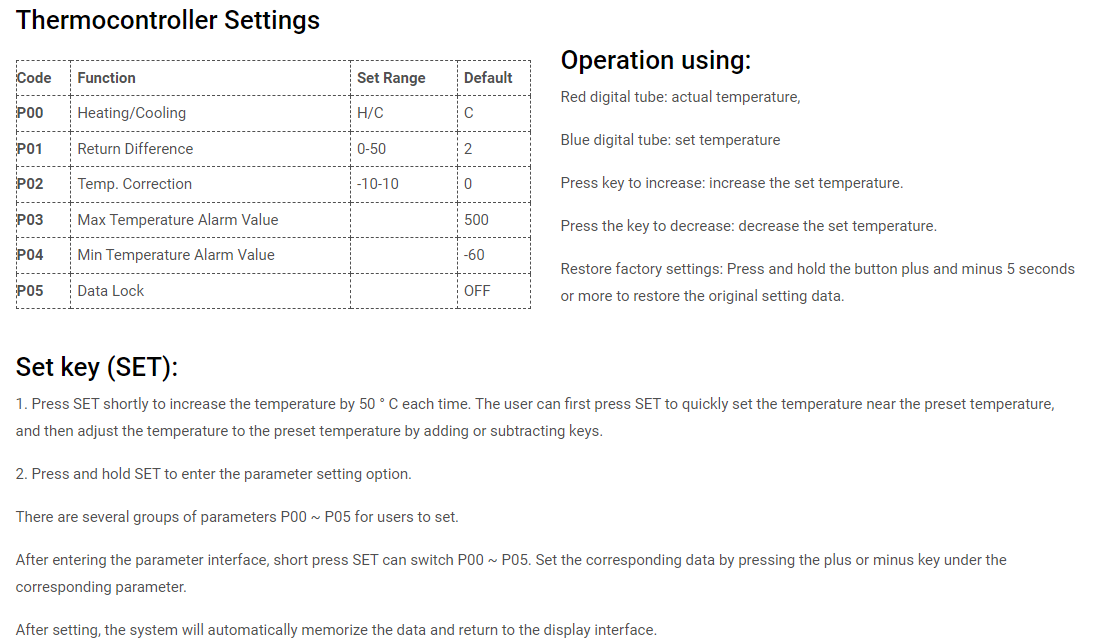 Thermocontroller Settings
Code Function Set Range Default
P00 Heating/Cooling H/C C
P01 Return Difference 0-50 2
P02 Temp. Correction -10-10 0
P03 Max Temperature Alarm Value 500
P04 Min Temperature Alarm Value -60
P05 Data Lock OFF
Operation using:
Red digital tube: actual temperature,
Blue digital tube: set temperature
Press key to increase: increase the set temperature.
Press the key to decrease: decrease the set temperature.
Restore factory settings: Press and hold the button plus and minus 5 seconds
or more to restore the original setting data.
Set key (SET):
1. Press SET shortly to increase the temperature by 50 ° C each time. The user can first press SET to quickly set the temperature near the preset temperature,
and then adjust the temperature to the preset temperature by adding or subtracting keys.
2. Press and hold SET to enter the parameter setting option.
There are several groups of parameters P00 ~ P05 for users to set.
After entering the parameter interface, short press SET can switch P00 ~ P05. Set the corresponding data by pressing the plus or minus key under the
corresponding parameter.
After setting, the system will automatically memorize the data and return to the display interface.